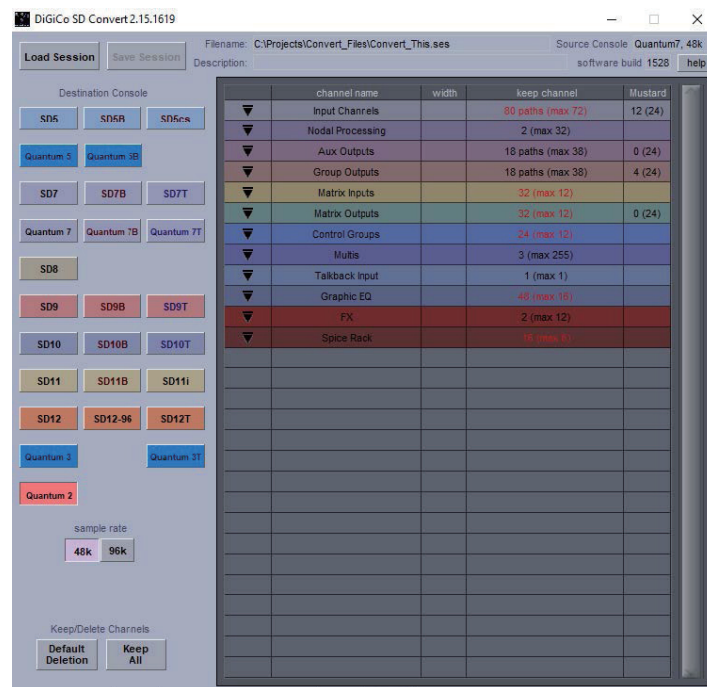 DiGiCo SD Convert 2.15.1619
Load Session
Save Session
Filename: C:\Projects\Convert_Files\Convert_This.ses
Source Console Quantum7, 48k
Description:
software build 1528
help
Destination Console
SD5 SD5B SD5cs
Quantum 5 Quantum 5B
SD7 SD7B SD7T
Quantum 7 Quantum 7B Quantum 7T
SD8
SD9 SD9B SD9T
SD10 SD10B SD10T
SD11 SD11B SD11i
SD12 SD12-96 SD12T
Quantum 3 Quantum 3T
Quantum 2
sample rate
48k 96k
Keep/Delete Channels
Default Deletion
Keep All
channel name width keep channel Mustard
Input Channels 80 paths (max 72) 12 (24)
Nodal Processing 2 (max 32)
Aux Outputs 18 paths (max 38) 0 (24)
Group Outputs 18 paths (max 38) 4 (24)
Matrix Inputs 32 (max 12)
Matrix Outputs 32 (max 12) 0 (24)
Control Groups 24 (max 12)
Multis 3 (max 255)
Talkback Input 1 (max 1)
Graphic EQ 48 (max 16)
FX 2 (max 12)
Spice Rack